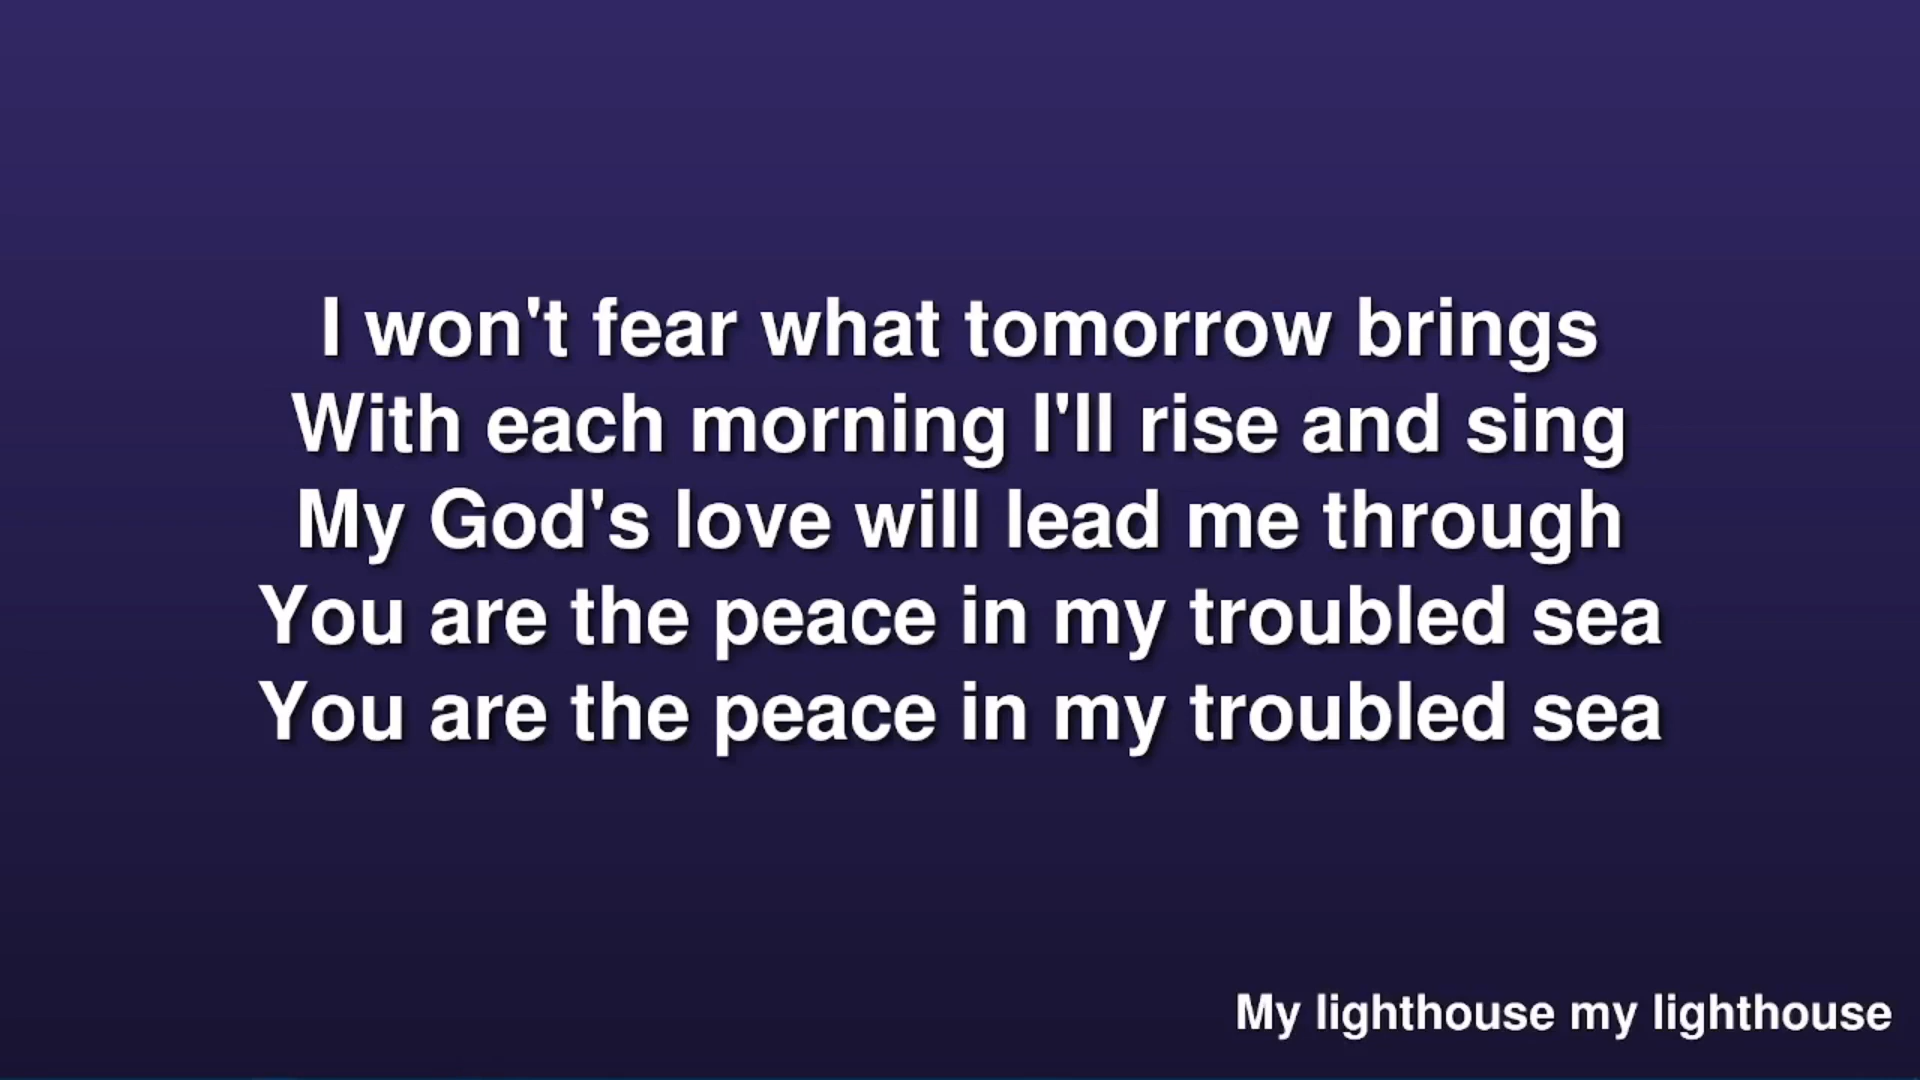 I won't fear what tomorrow brings
With each morning I'll rise and sing
My God's love will lead me through
You are the peace in my troubled sea
You are the peace in my troubled sea
My lighthouse my lighthouse